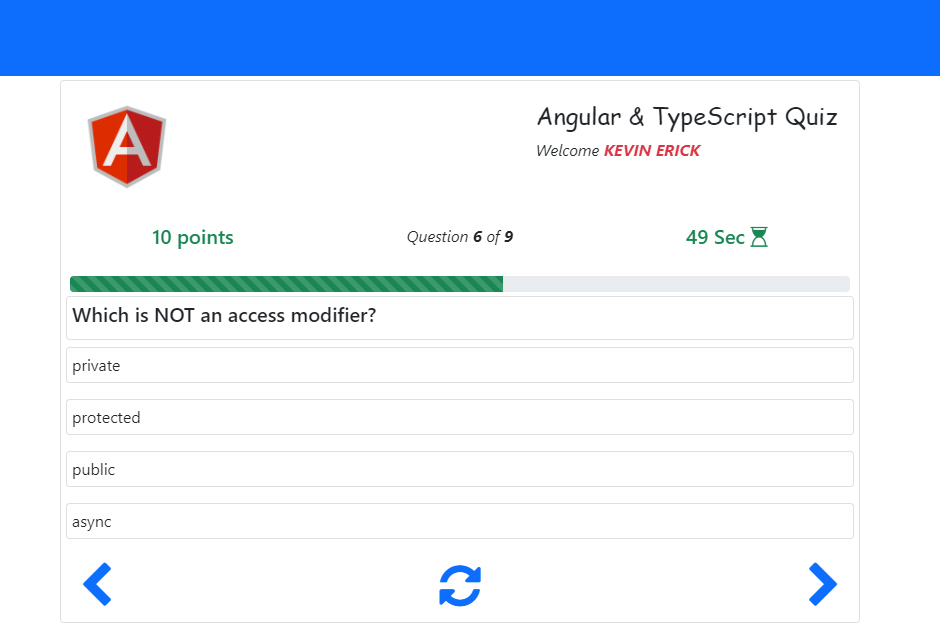 Angular & TypeScript Quiz
Welcome KEVIN ERICK
10 points Question 6 of 9 49 Sec
Which is NOT an access modifier?
private
protected
public
async